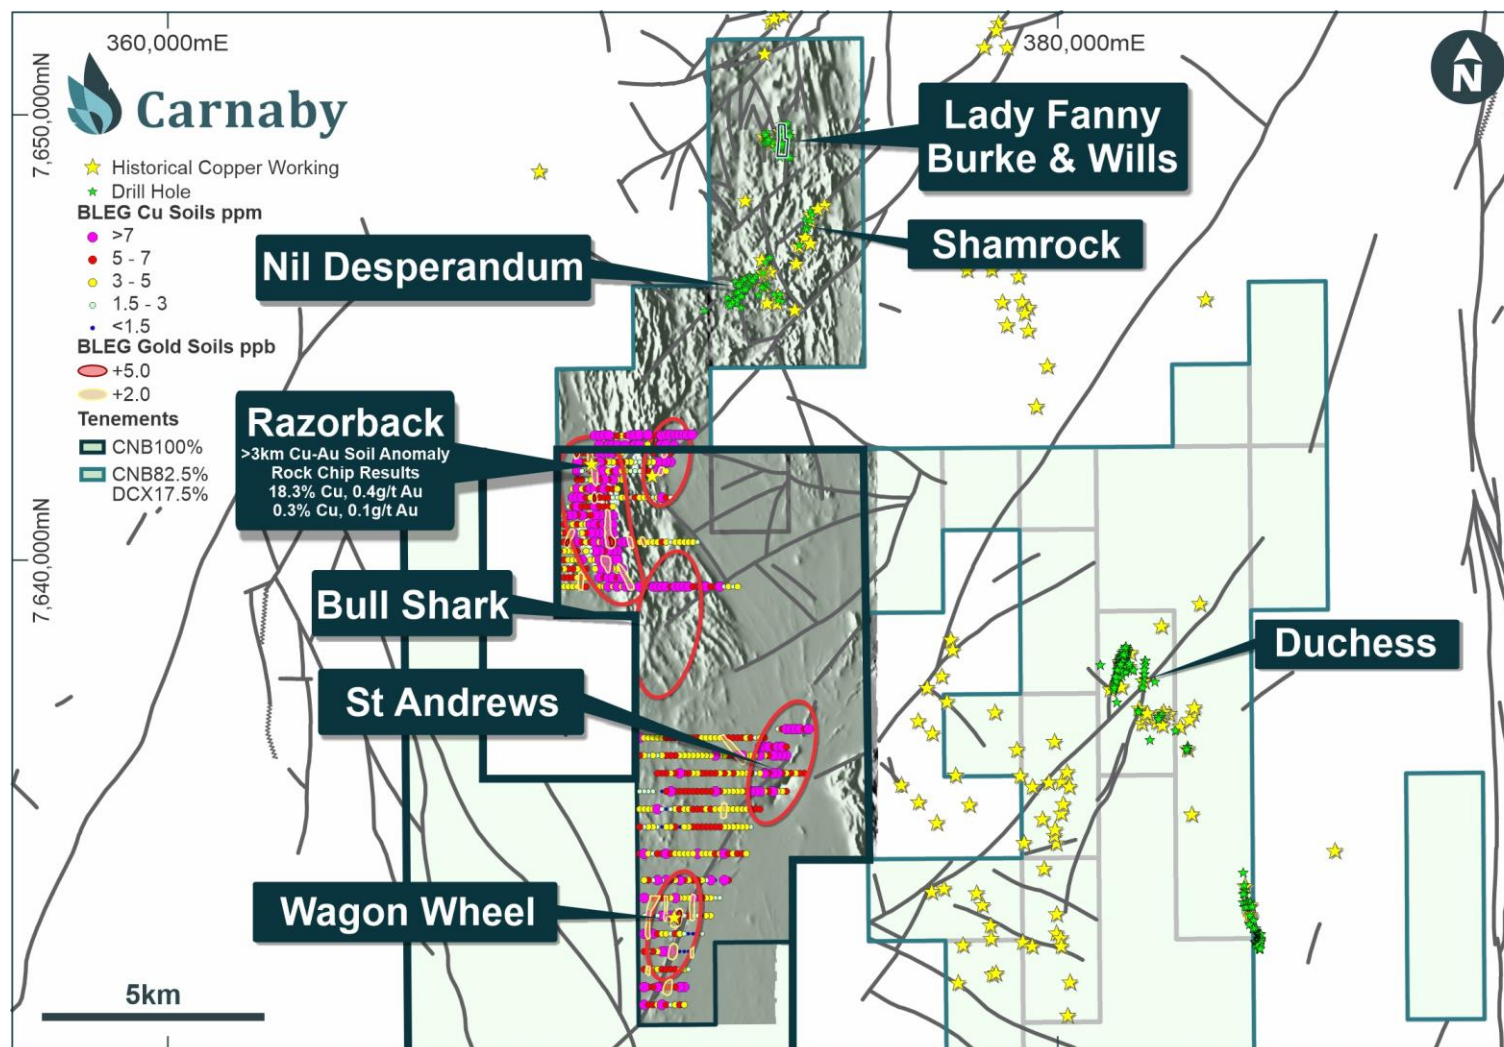 360,000mE
380,000mE
7,650,000mN
7,640,000mN
N
Carnaby
Historical Copper Working
Drill Hole
BLEG Cu Soils ppm
>7
5 - 7
3 - 5
1.5 - 3
<1.5
BLEG Gold Soils ppb
+5.0
+2.0
Tenements
CNB100%
CNB82.5%
DCX17.5%
Lady Fanny
Burke & Wills
Shamrock
Nil Desperandum
Razorback
>3km Cu-Au Soil Anomaly
Rock Chip Results
18.3% Cu, 0.4g/t Au
0.3% Cu, 0.1g/t Au
Bull Shark
St Andrews
Duchess
Wagon Wheel
5km